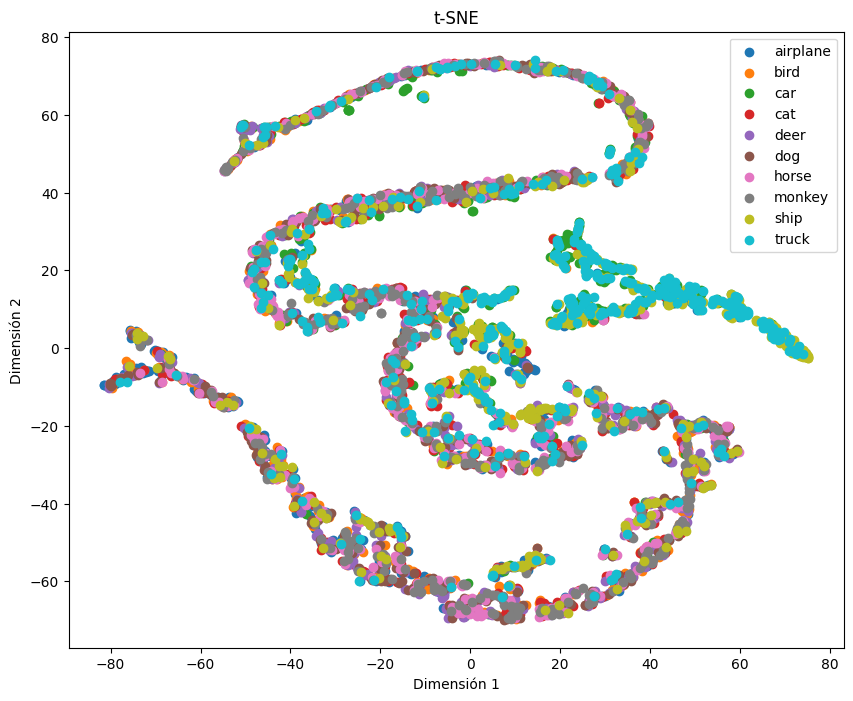 t-SNE
80
60
40
20
0
−20
−40
−60
Dimensión 2
−80
−60
−40
−20
0
20
40
60
80
Dimensión 1
airplane
bird
car
cat
deer
dog
horse
monkey
ship
truck